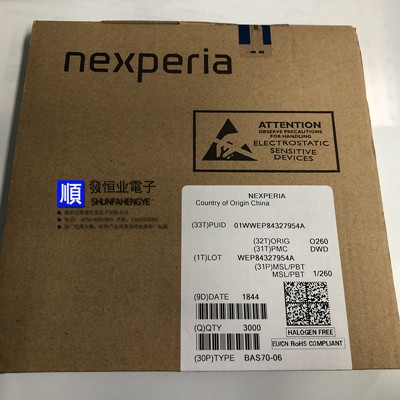 nexperia
ATTENTION
OBSERVE PRECAUTIONS
FOR HANDLING
ELECTROSTATIC
SENSITIVE
DEVICES
順 發恒业電子
SHUNFAHENGYE
NEXPERIA
Country of Origin China
(33T)PUID 01WWEP84327954A
(32T)ORIG O260
(31T)PMC DWD
(1T)LOT WEP84327954A
(31P)MSL/PBT
MSL/PBT 1/260
(9D)DATE 1844
(Q)QTY 3000
(30P)TYPE BAS70-06
HALOGEN FREE
EU/CN RoHS COMPLIANT